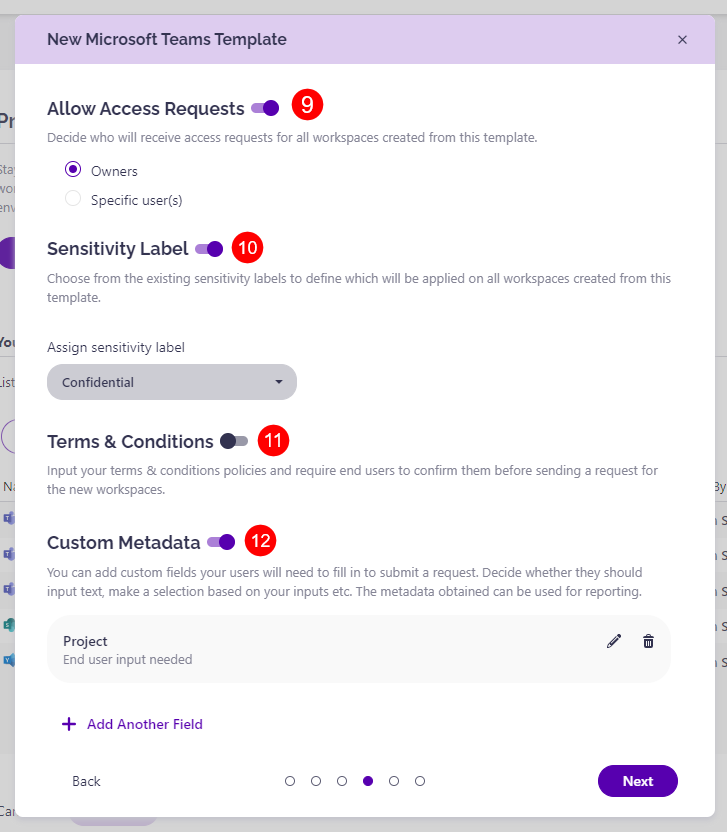 New Microsoft Teams Template
Allow Access Requests 9
Decide who will receive access requests for all workspaces created from this template.
Owners
Specific user(s)
Sensitivity Label 10
Choose from the existing sensitivity labels to define which will be applied on all workspaces created from this
template.
Assign sensitivity label
Confidential
Terms & Conditions 11
Input your terms & conditions policies and require end users to confirm them before sending a request for
the new workspaces.
Custom Metadata 12
You can add custom fields your users will need to fill in to submit a request. Decide whether they should
input text, make a selection based on your inputs etc. The metadata obtained can be used for reporting.
Project
End user input needed
Add Another Field
Back
Next